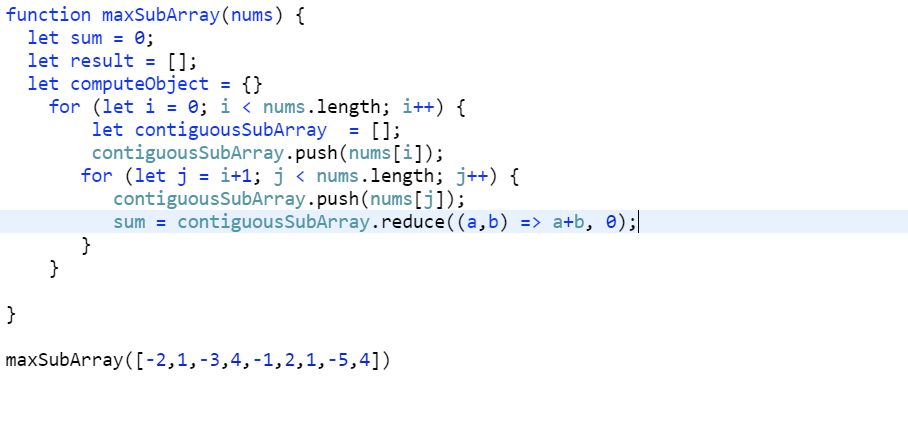 function maxSubArray(nums) {
let sum = 0;
let result = [];
let computeObject = {}
for (let i = 0; i < nums.length; i++) {
let contiguousSubArray  = [];
contiguousSubArray.push(nums[i]);
for (let j = i+1; j < nums.length; j++) {
contiguousSubArray.push(nums[j]);
sum = contiguousSubArray.reduce((a,b) => a+b, 0);
}
}
}
maxSubArray([-2,1,-3,4,-1,2,1,-5,4])